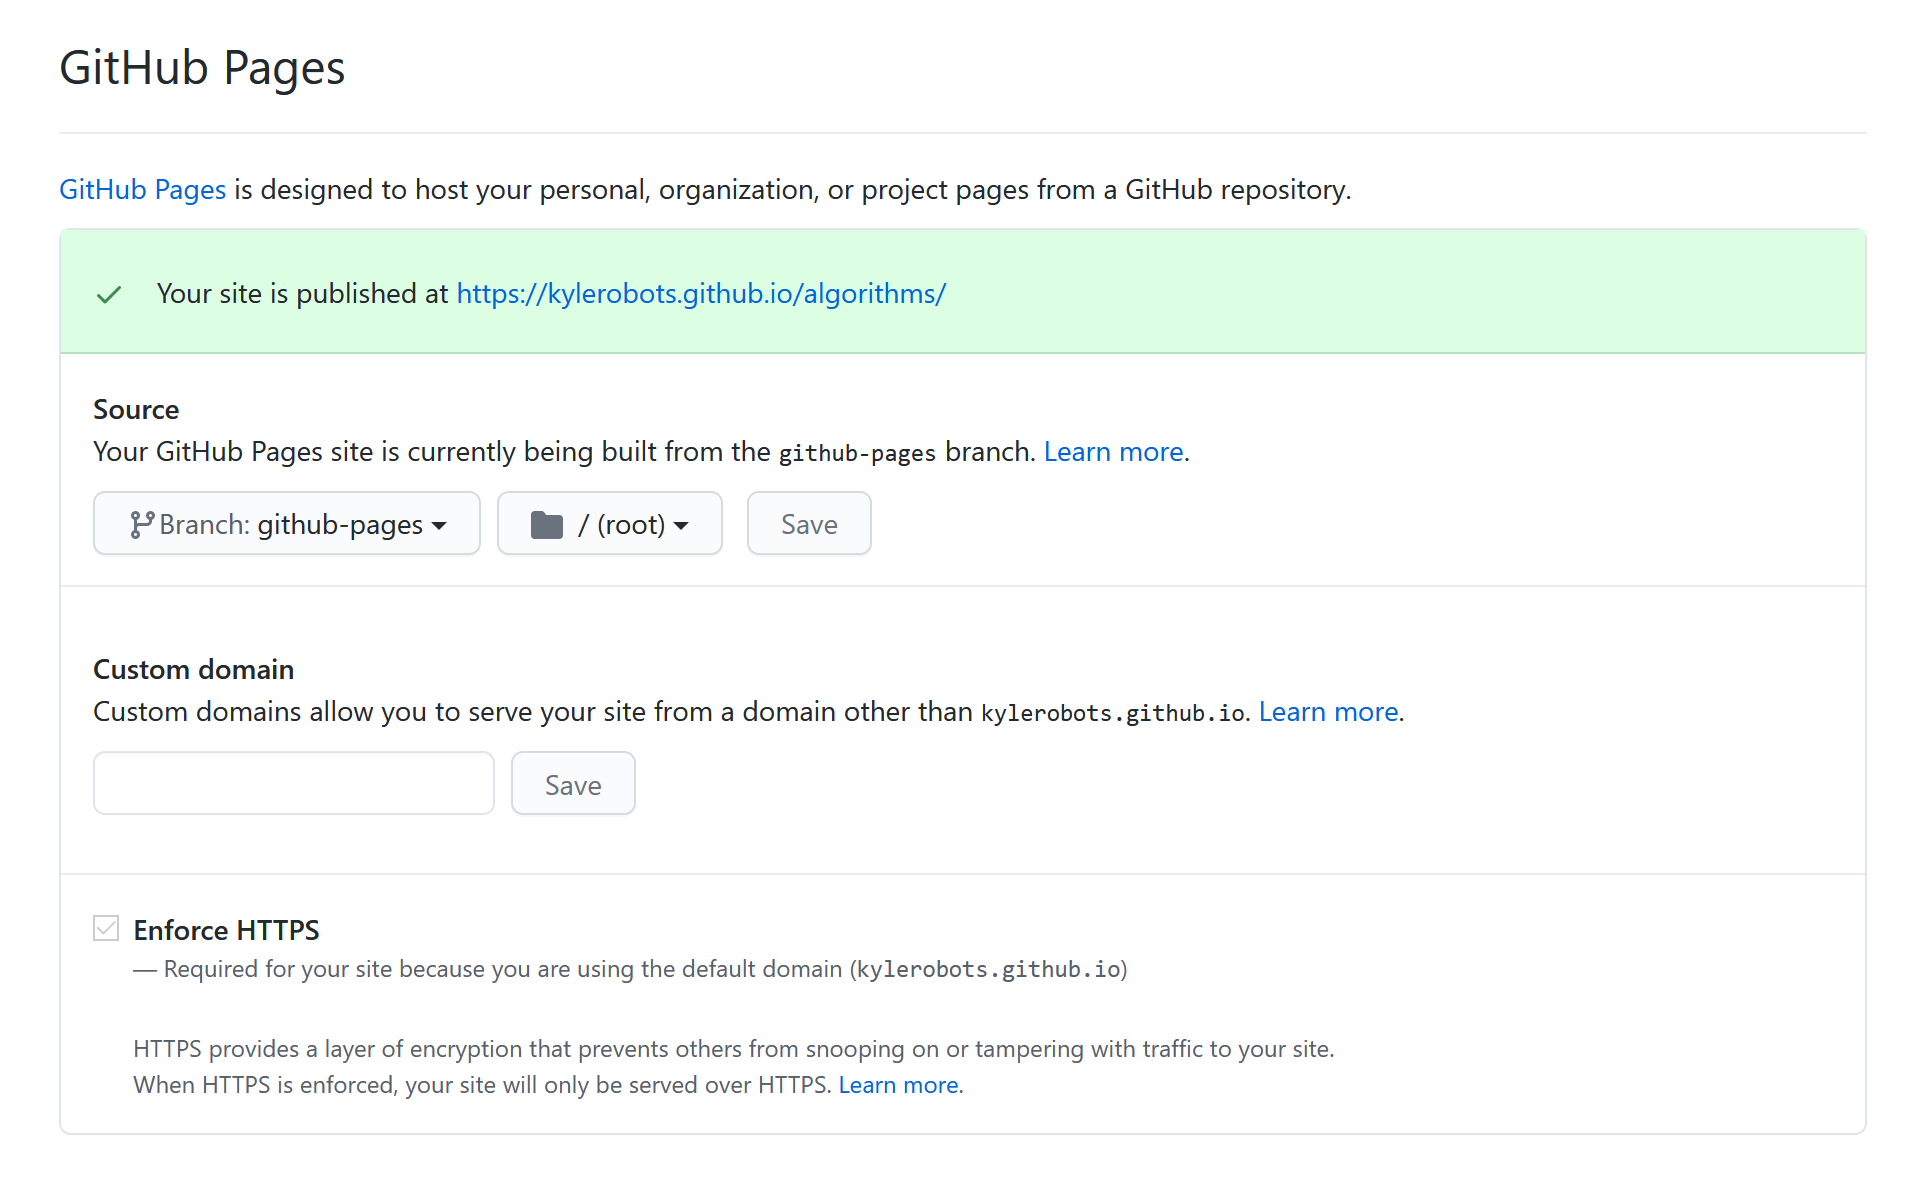 GitHub Pages
GitHub Pages is designed to host your personal, organization, or project pages from a GitHub repository.
Your site is published at https://kylerobots.github.io/algorithms/
Source
Your GitHub Pages site is currently being built from the github-pages branch. Learn more.
Branch: github-pages / (root) Save
Custom domain
Custom domains allow you to serve your site from a domain other than kylerobots.github.io. Learn more.
Save
Enforce HTTPS
— Required for your site because you are using the default domain (kylerobots.github.io)
HTTPS provides a layer of encryption that prevents others from snooping on or tampering with traffic to your site.
When HTTPS is enforced, your site will only be served over HTTPS. Learn more.